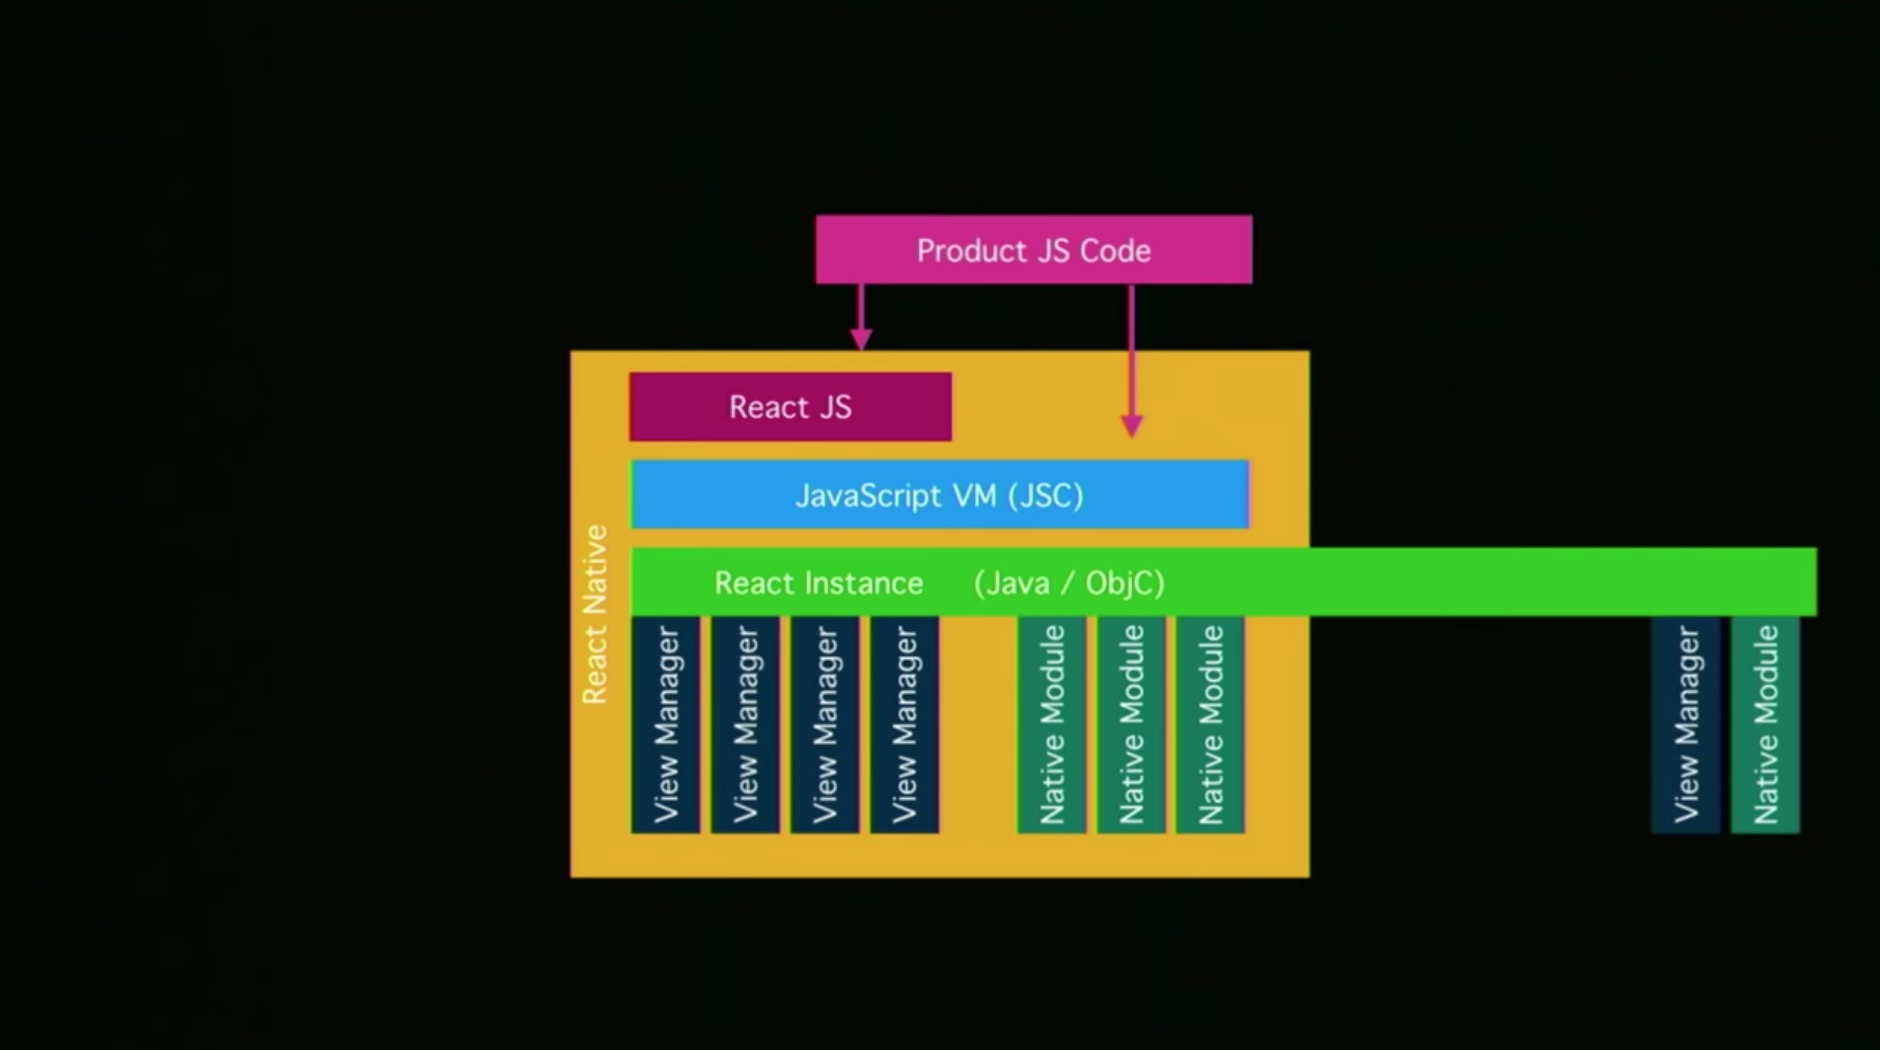 Product JS Code
React JS
JavaScript VM (JSC)
React Native
React Instance (Java / ObjC)
View Manager
View Manager
View Manager
View Manager
Native Module
Native Module
Native Module
View Manager
Native Module